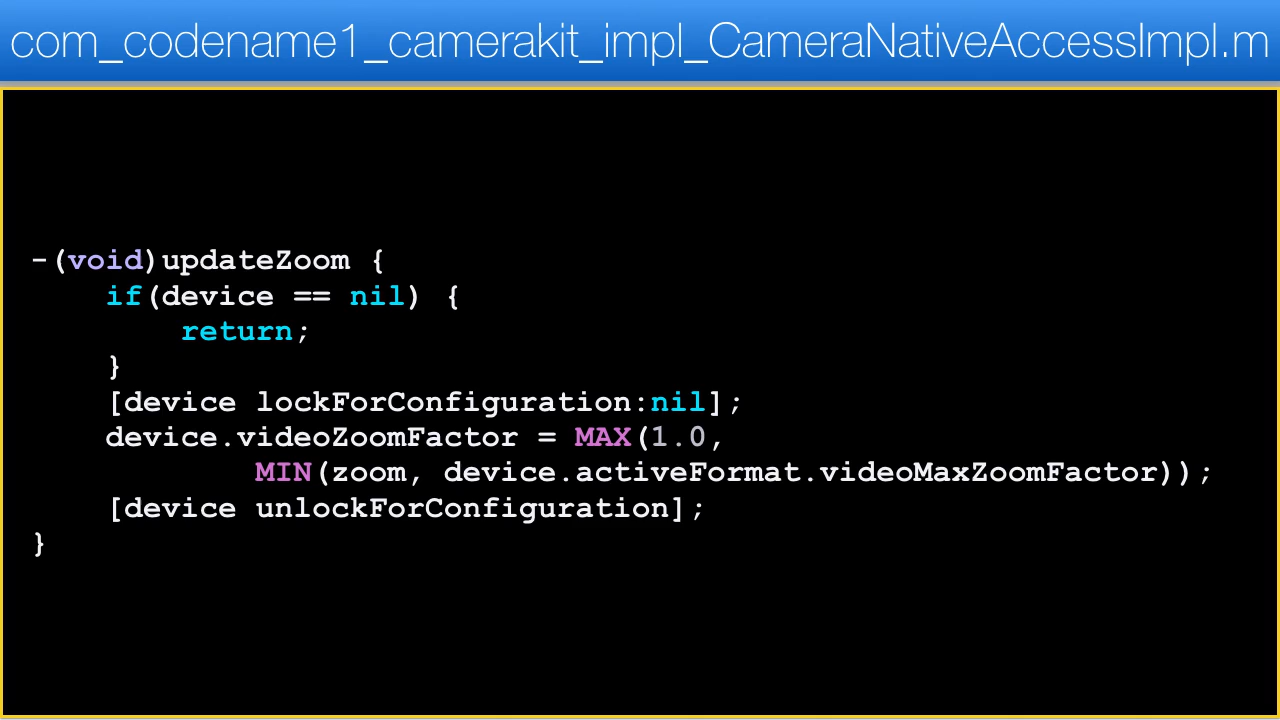 com_codename1_camerakit_impl_CameraNativeAccessImpl.m
-(void)updateZoom {
    if(device == nil) {
        return;
    }
    [device lockForConfiguration:nil];
    device.videoZoomFactor = MAX(1.0,
            MIN(zoom, device.activeFormat.videoMaxZoomFactor));
    [device unlockForConfiguration];
}